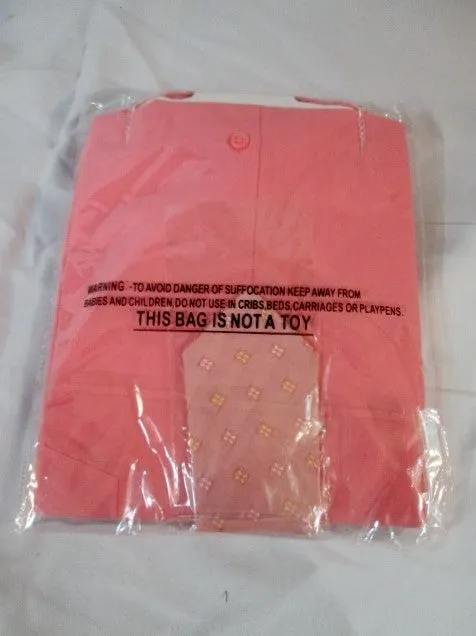 WARNING -TO AVOID DANGER OF SUFFOCATION KEEP AWAY FROM
BABIES AND CHILDREN, DO NOT USE IN CRIBS, BEDS, CARRIAGES OR PLAYPENS.
THIS BAG IS NOT A TOY